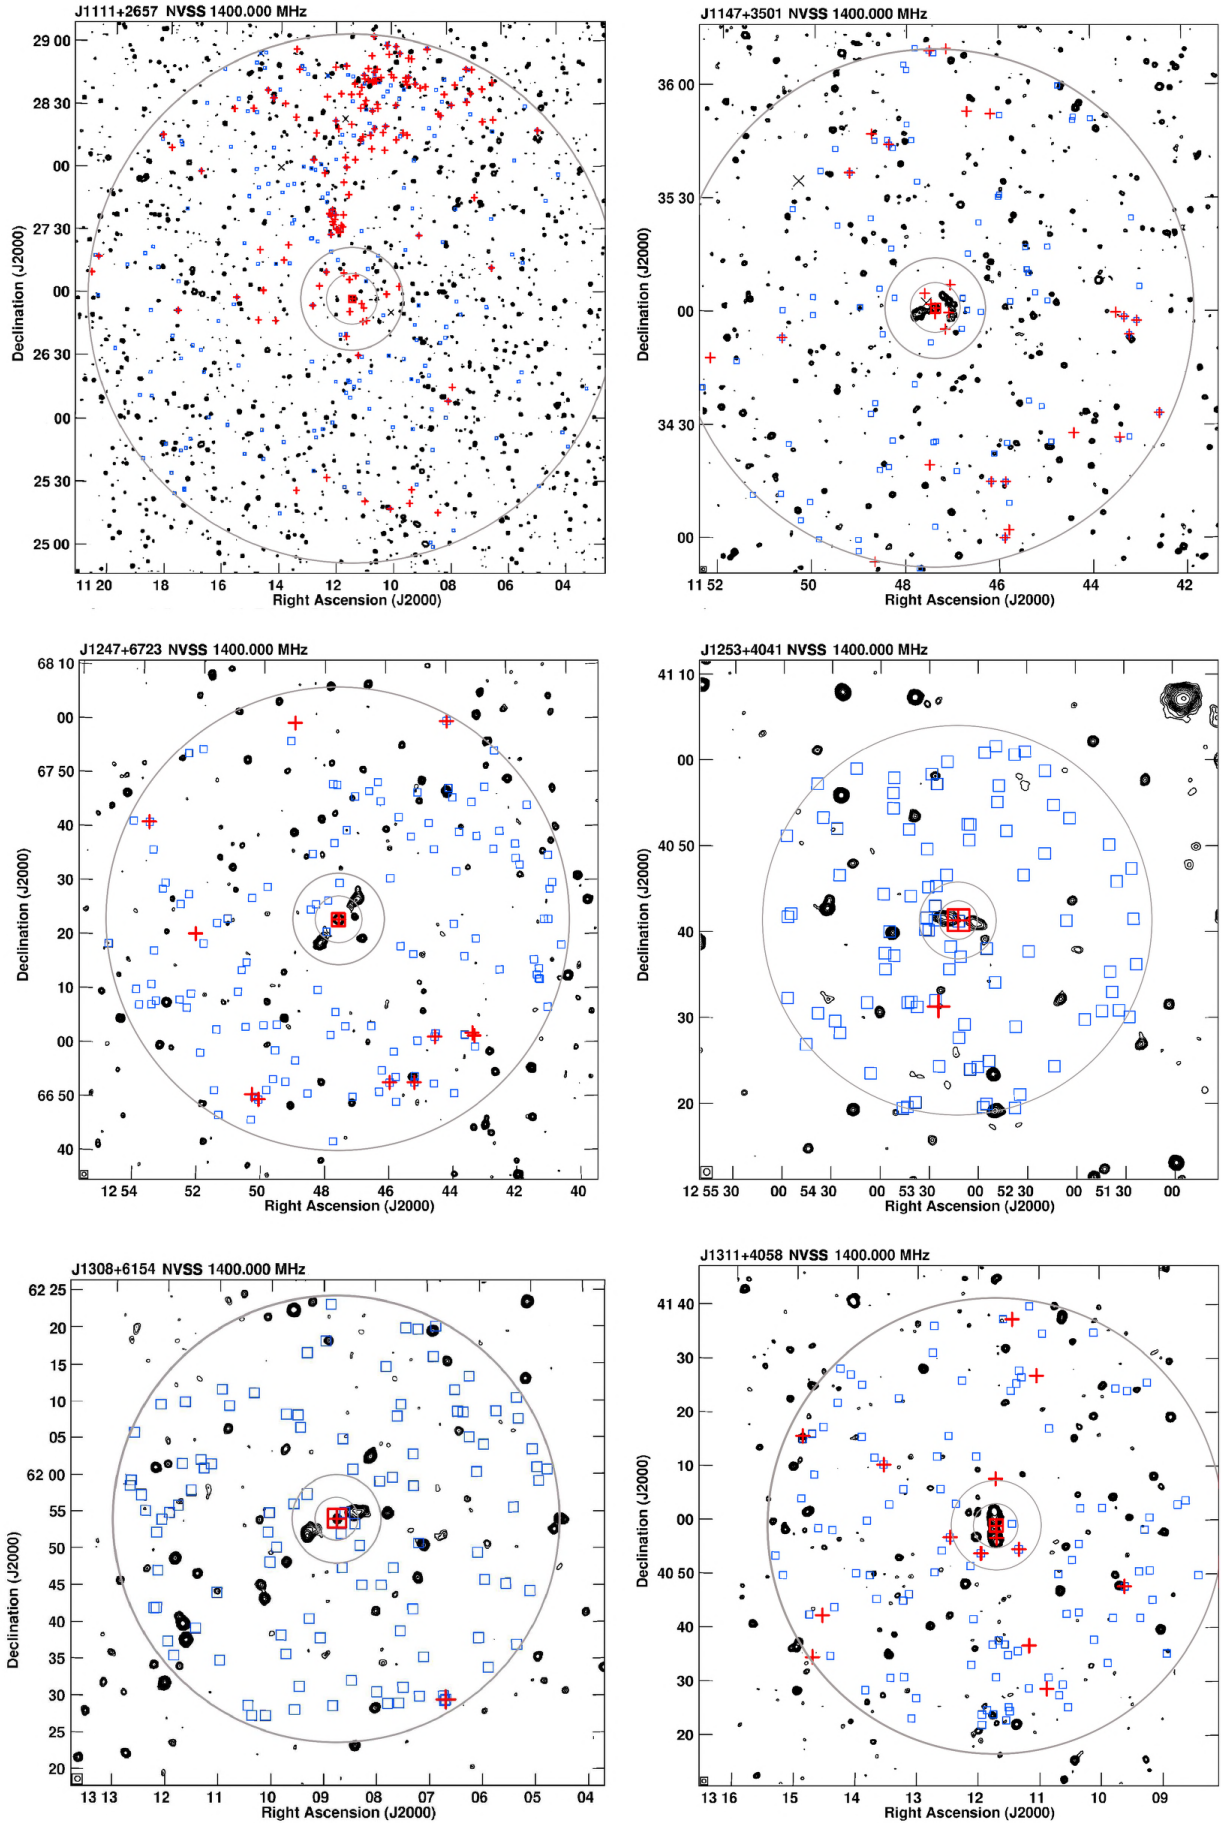 J1111+2657 NVSS 1400.000 MHz
29 00
28 30
00
27 30
00
26 30
00
25 30
25 00
Declination (J2000)
11 20 18 16 14 12 10 08 06 04
Right Ascension (J2000)
J1147+3501 NVSS 1400.000 MHz
36 00
35 30
00
34 30
00
Declination (J2000)
11 52 50 48 46 44 42
Right Ascension (J2000)
J1247+6723 NVSS 1400.000 MHz
68 10
00
67 50
40
30
20
10
00
66 50
40
Declination (J2000)
12 54 52 50 48 46 44 42 40
Right Ascension (J2000)
J1253+4041 NVSS 1400.000 MHz
41 10
00
40 50
40
30
20
Declination (J2000)
12 55 30 00 54 30 00 53 30 00 52 30 00 51 30 00
Right Ascension (J2000)
J1308+6154 NVSS 1400.000 MHz
62 25
20
15
10
05
62 00
55
50
45
40
35
30
25
20
Declination (J2000)
13 13 12 11 10 09 08 07 06 05 04
Right Ascension (J2000)
J1311+4058 NVSS 1400.000 MHz
41 40
30
20
10
00
40 50
40
30
20
Declination (J2000)
13 16 15 14 13 12 11 10 09
Right Ascension (J2000)